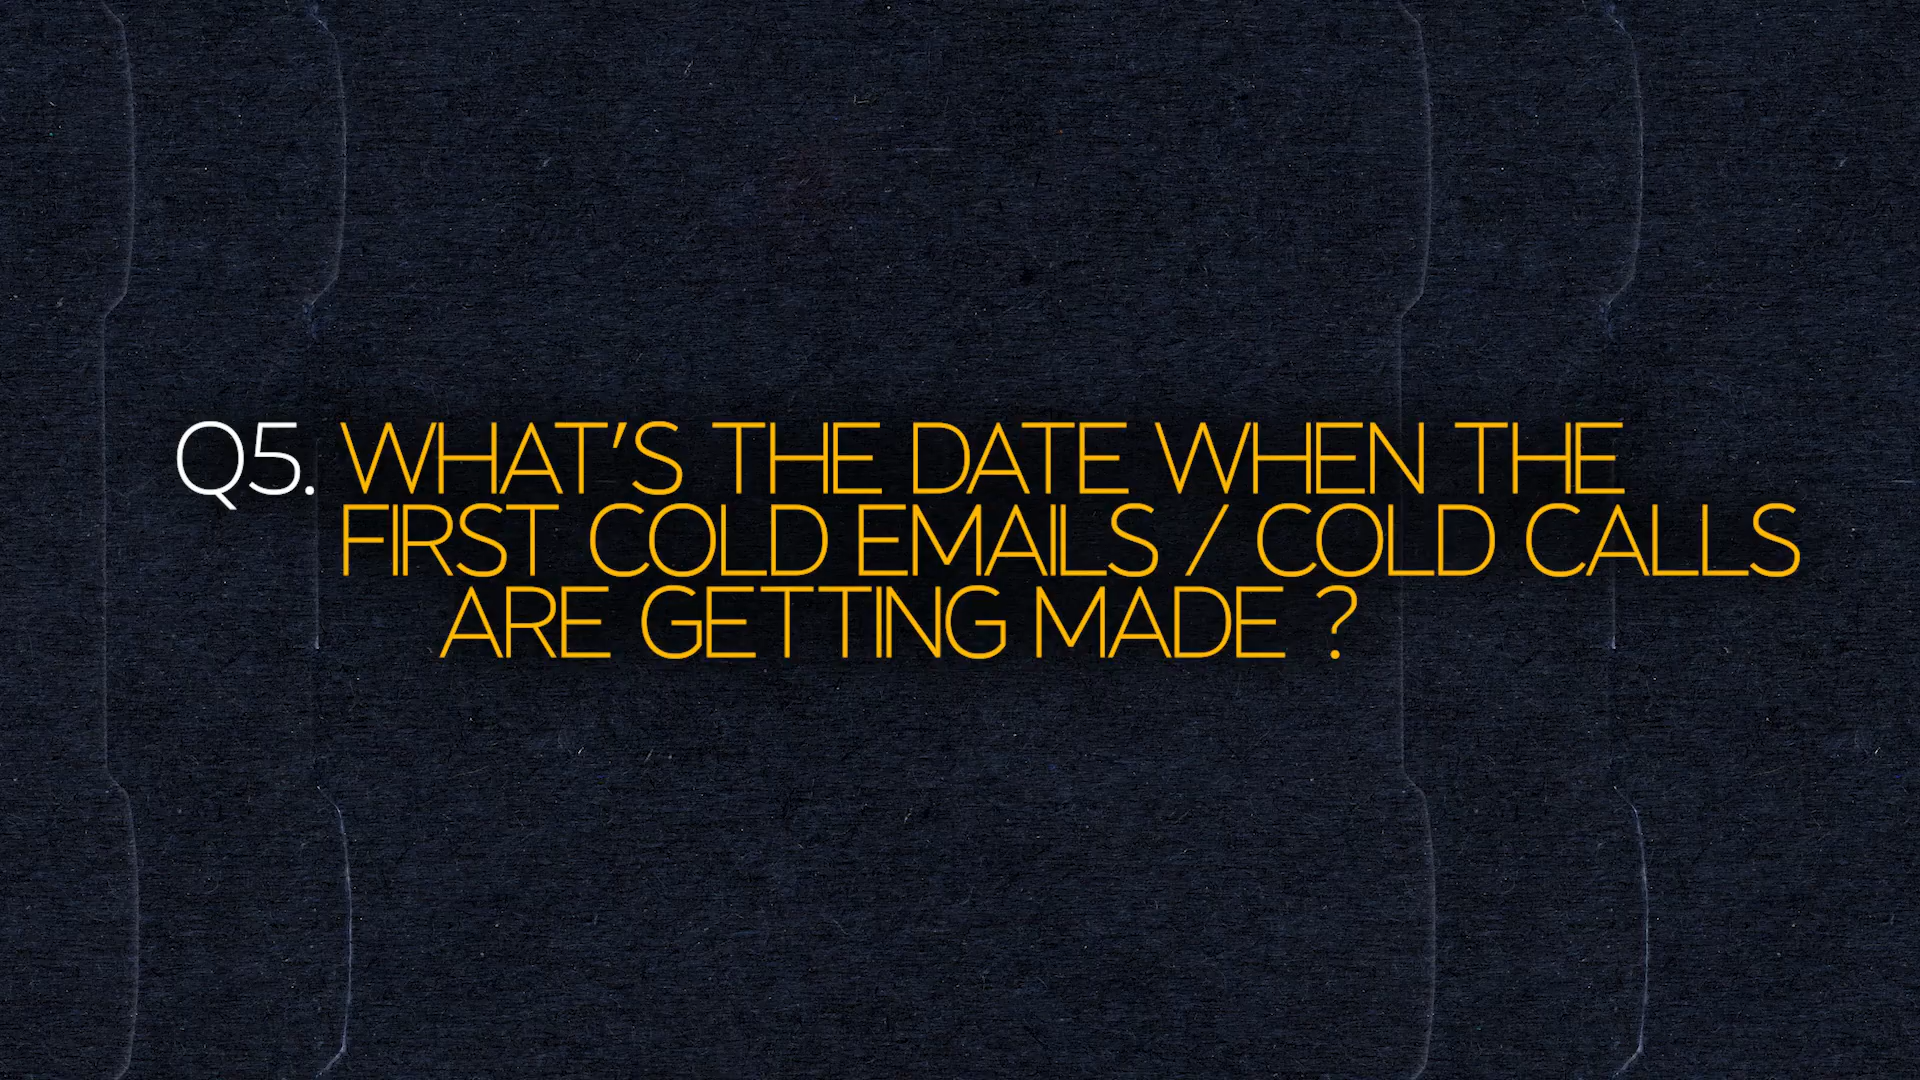 Q5. WHAT'S THE DATE WHEN THE
FIRST COLD EMAILS / COLD CALLS
ARE GETTING MADE ?